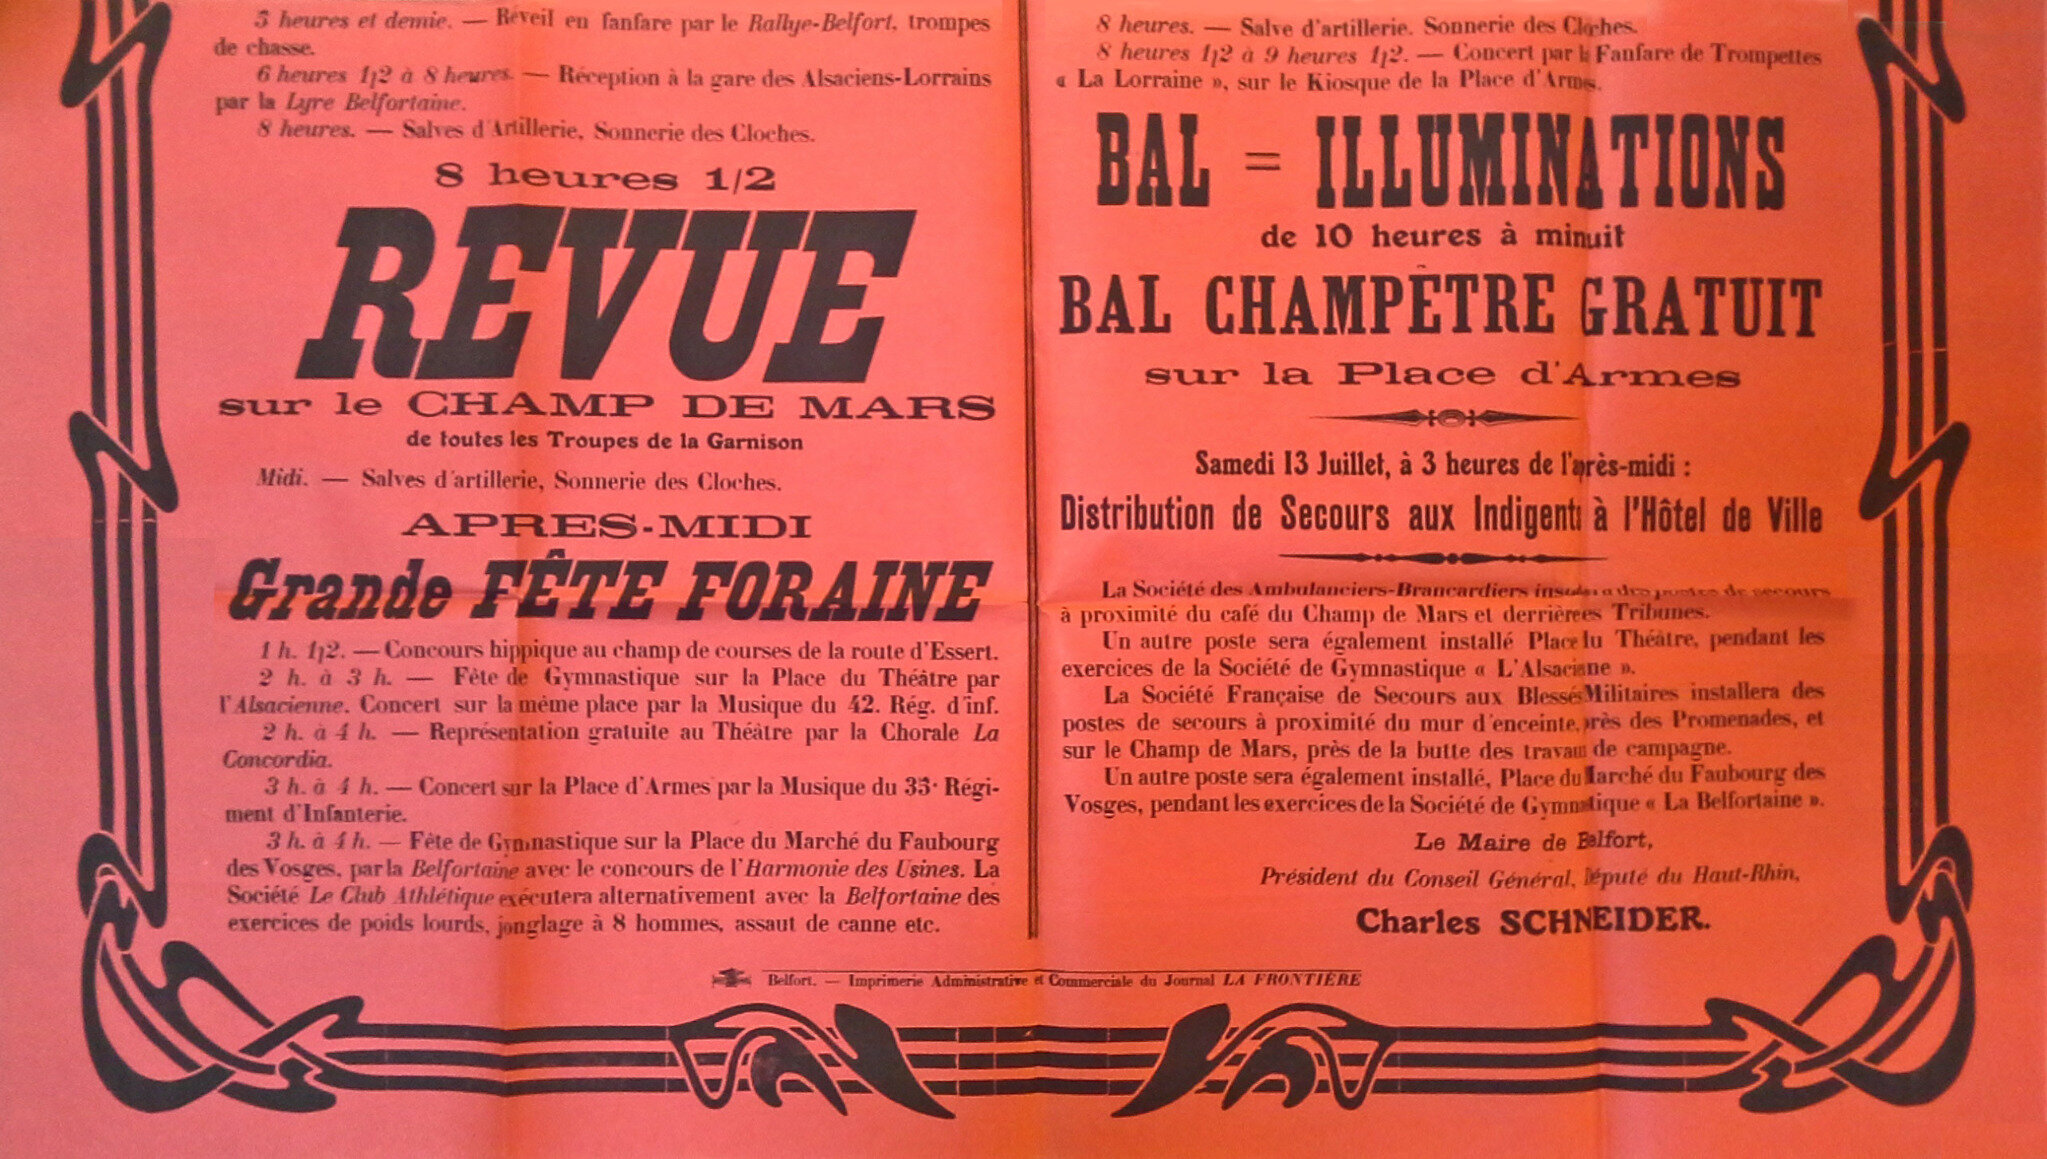 5 heures et demie. — Réveil en fanfare par le Rallye-Belfort, trompes
de chasse.
6 heures 1/2 à 8 heures. — Réception à la gare des Alsaciens-Lorrains
par la Lyre Belfortaine.
8 heures. — Salves d'Artillerie, Sonnerie des Cloches.
8 heures 1/2
REVUE
sur le CHAMP DE MARS
de toutes les Troupes de la Garnison
Midi. — Salves d'artillerie, Sonnerie des Cloches.
APRES-MIDI
Grande FÊTE FORAINE
1 h. 1/2. — Concours hippique au champ de courses de la route d'Essert.
2 h. à 3 h. — Fête de Gymnastique sur la Place du Théâtre par
l'Alsacienne. Concert sur la même place par la Musique du 42. Rég. d'inf.
2 h. à 4 h. — Représentation gratuite au Théâtre par la Chorale La
Concordia.
3 h. à 4 h. — Concert sur la Place d'Armes par la Musique du 35· Régi-
ment d'Infanterie.
3 h. à 4 h. — Fête de Gymnastique sur la Place du Marché du Faubourg
des Vosges, par la Belfortaine avec le concours de l'Harmonie des Usines. La
Société Le Club Athlétique exécutera alternativement avec la Belfortaine des
exercices de poids lourds, jonglage à 8 hommes, assaut de canne etc.
8 heures. — Salve d'artillerie. Sonnerie des Cloches.
8 heures 1/2 à 9 heures 1/2. — Concert par la Fanfare de Trompettes
« La Lorraine », sur le Kiosque de la Place d'Armes.
BAL = ILLUMINATIONS
de 10 heures à minuit
BAL CHAMPÊTRE GRATUIT
sur la Place d'Armes
Samedi 13 Juillet, à 3 heures de l'après-midi :
Distribution de Secours aux Indigents à l'Hôtel de Ville
La Société des Ambulanciers-Brancardiers des postes de secours
à proximité du café du Champ de Mars et derrière les Tribunes.
Un autre poste sera également installé Place du Théâtre, pendant les
exercices de la Société de Gymnastique « L'Alsacienne ».
La Société Française de Secours aux Blessés Militaires installera des
postes de secours à proximité du mur d'enceinte, près des Promenades, et
sur le Champ de Mars, près de la butte des travaux de campagne.
Un autre poste sera également installé, Place du Marché du Faubourg des
Vosges, pendant les exercices de la Société de Gymnastique « La Belfortaine ».
Le Maire de Belfort,
Président du Conseil Général, Député du Haut-Rhin,
Charles SCHNEIDER.
Belfort. — Imprimerie Administrative et Commerciale du Journal LA FRONTIÈRE